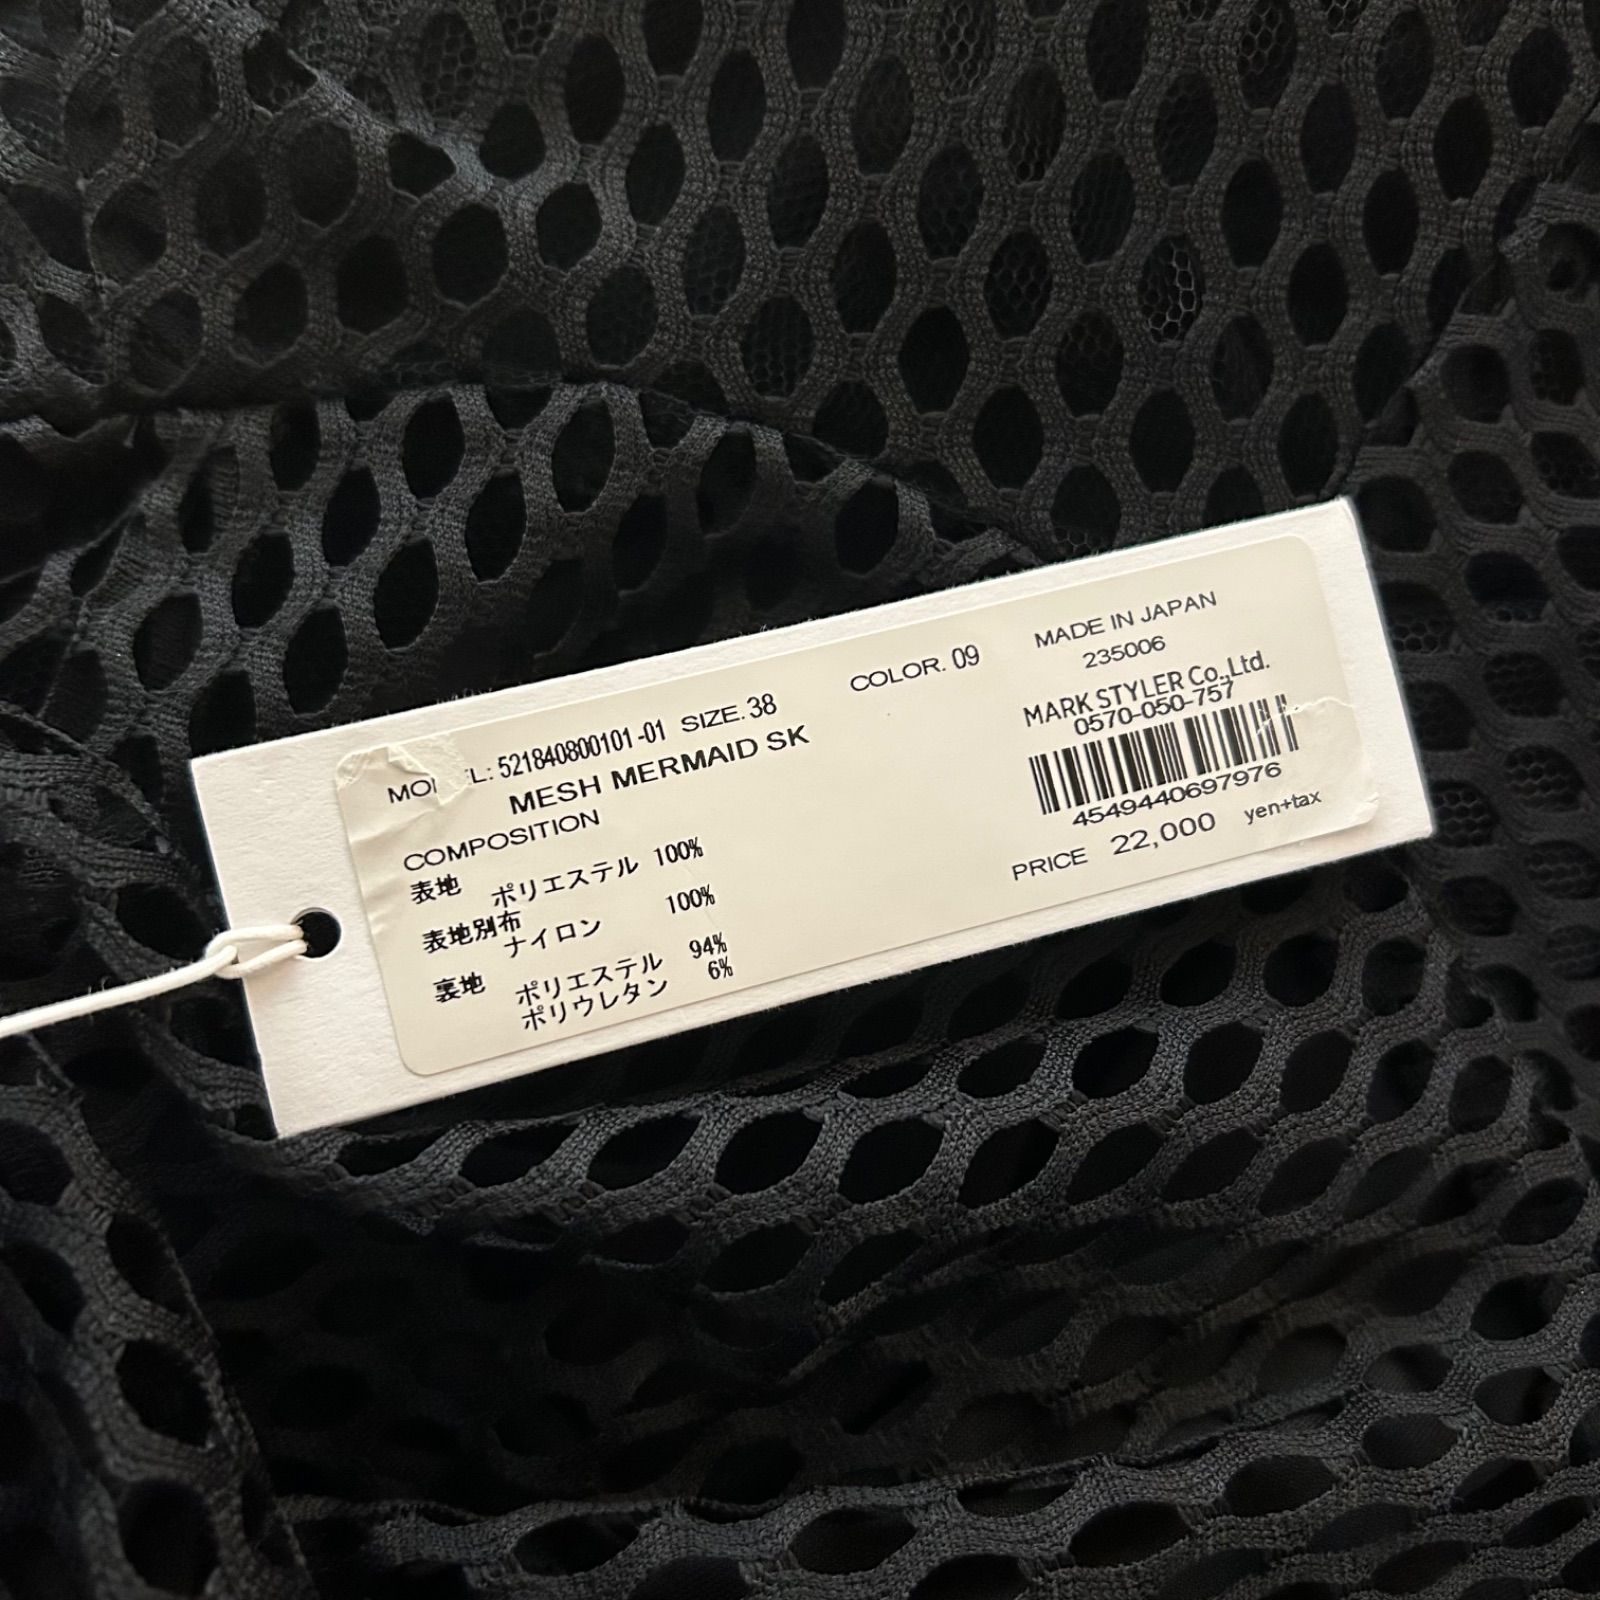 MODEL: 521840800101-01 SIZE. 38 COLOR. 09
MESH MERMAID SK
COMPOSITION
表地 ポリエステル 100%
表地別布
ナイロン 100%
裏地 ポリエステル 94%
ポリウレタン 6%
MADE IN JAPAN
235006
MARK STYLER Co.,Ltd.
0570-050-757
4549440697976
PRICE 22,000 yen+tax